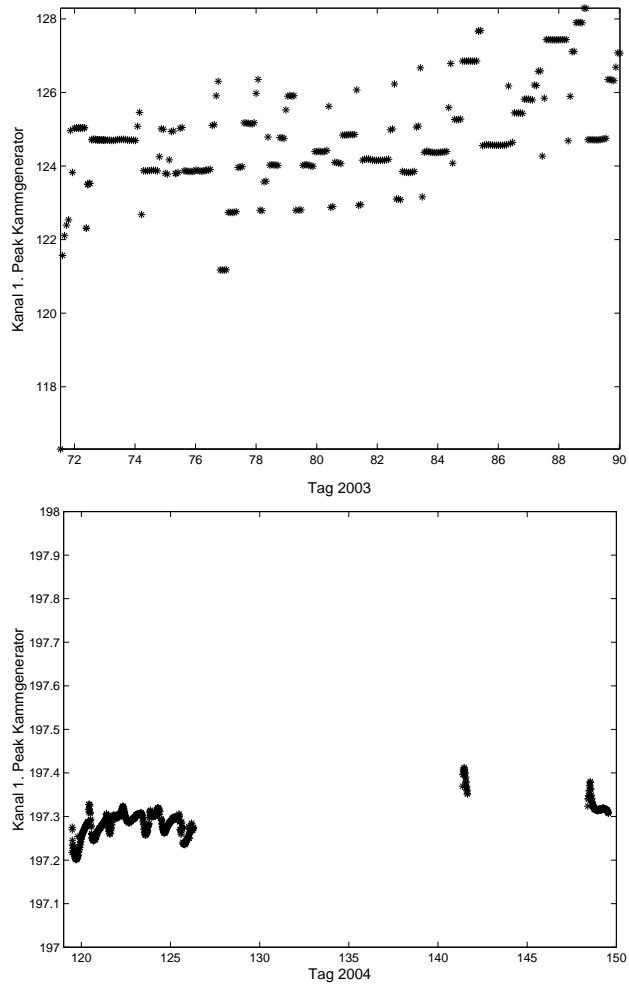 128
126
124
122
120
118
Kanal 1. Peak Kammgenerator
72 74 76 78 80 82 84 86 88 90
Tag 2003
198
197.9
197.8
197.7
197.6
197.5
197.4
197.3
197.2
197.1
197
Kanal 1. Peak Kammgenerator
120 125 130 135 140 145 150
Tag 2004